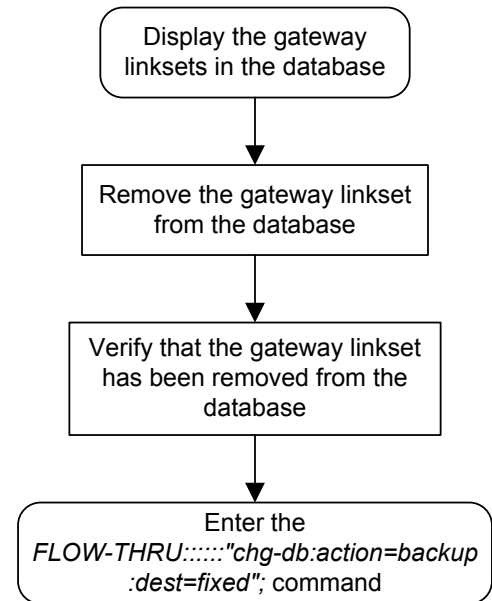 Display the gateway
linksets in the database
Remove the gateway linkset
from the database
Verify that the gateway linkset
has been removed from the
database
Enter the
FLOW-THRU::::::"chg-db:action=backup
:dest=fixed"; command